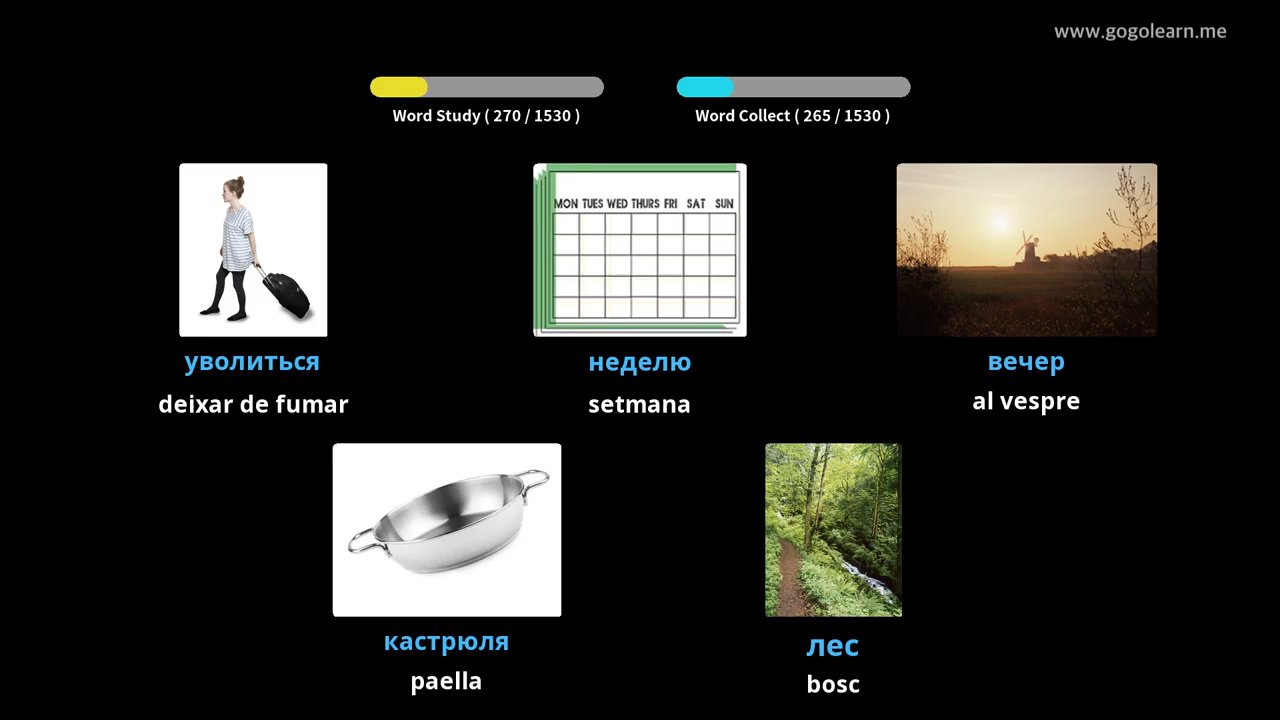 www.gogolearn.me
Word Study ( 270 / 1530 )
Word Collect ( 265 / 1530 )
MON TUES WED THURS FRI SAT SUN
уволиться
неделю
вечер
deixar de fumar
setmana
al vespre
кастрюля
лес
paella
bosc